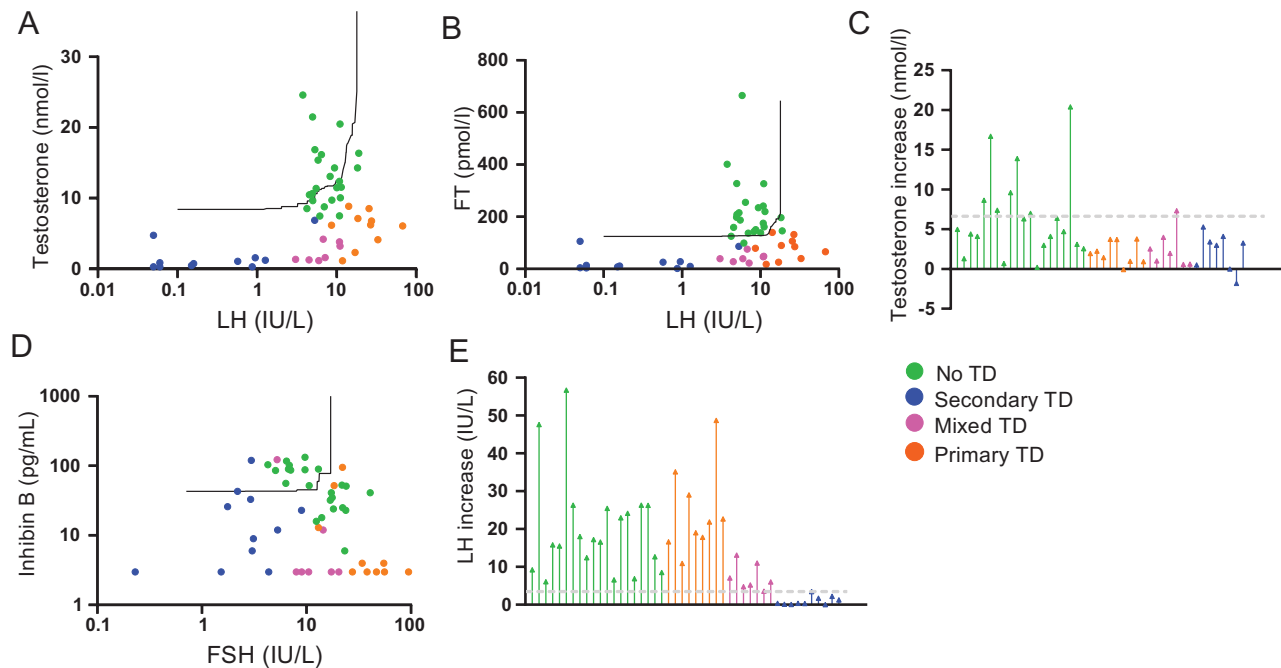 A
Testosterone (nmol/l)
30
20
10
0
0.01
0.1
1
10
100
LH (IU/L)
B
FT (pmol/l)
800
600
400
200
0
0.01
0.1
1
10
100
LH (IU/L)
C
Testosterone increase (nmol/l)
25
20
15
10
5
0
-5
D
Inhibin B (pg/mL)
1000
100
10
1
0.1
1
10
100
FSH (IU/L)
E
LH increase (IU/L)
60
50
40
30
20
10
0
No TD
Secondary TD
Mixed TD
Primary TD